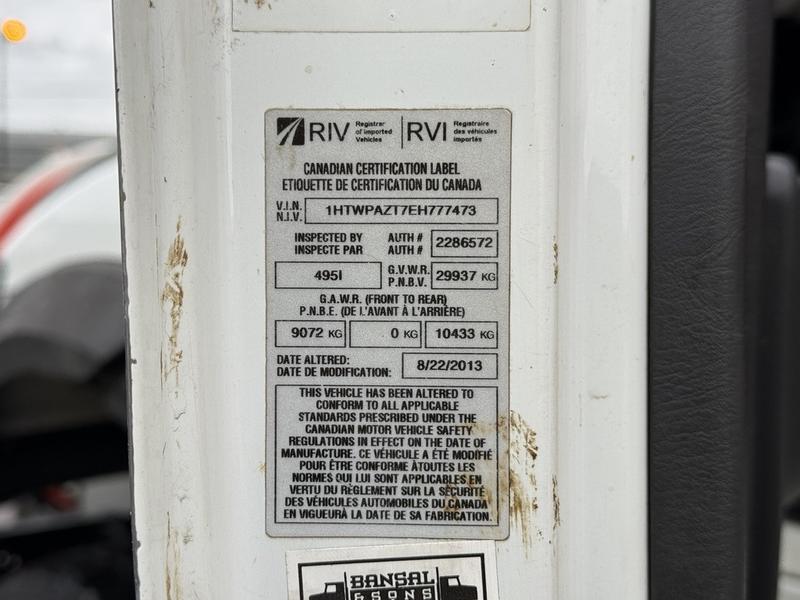 RIV Registrar of Imported Vehicles | RVI Registraire des véhicules importés
CANADIAN CERTIFICATION LABEL
ETIQUETTE DE CERTIFICATION DU CANADA
V.I.N. N.I.V. 1HTWPAZT7EH777473
INSPECTED BY AUTH # 2286572
INSPECTE PAR AUTH #
495I G.V.W.R. P.N.B.V. 29937 KG
G.A.W.R. (FRONT TO REAR)
P.N.B.E. (DE L'AVANT À L'ARRIÈRE)
9072 KG 0 KG 10433 KG
DATE ALTERED: 8/22/2013
DATE DE MODIFICATION:
THIS VEHICLE HAS BEEN ALTERED TO
CONFORM TO ALL APPLICABLE
STANDARDS PRESCRIBED UNDER THE
CANADIAN MOTOR VEHICLE SAFETY
REGULATIONS IN EFFECT ON THE DATE OF
MANUFACTURE. CE VÉHICULE A ÉTÉ MODIFIÉ
POUR ÊTRE CONFORME ÀTOUTES LES
NORMES QUI LUI SONT APPLICABLES EN
VERTU DU RÈGLEMENT SUR LA SÉCURITÉ
DES VÉHICULES AUTOMOBILES DU CANADA
EN VIGUEURÀ LA DATE DE SA FABRICATION.
BANSAL
& SONS